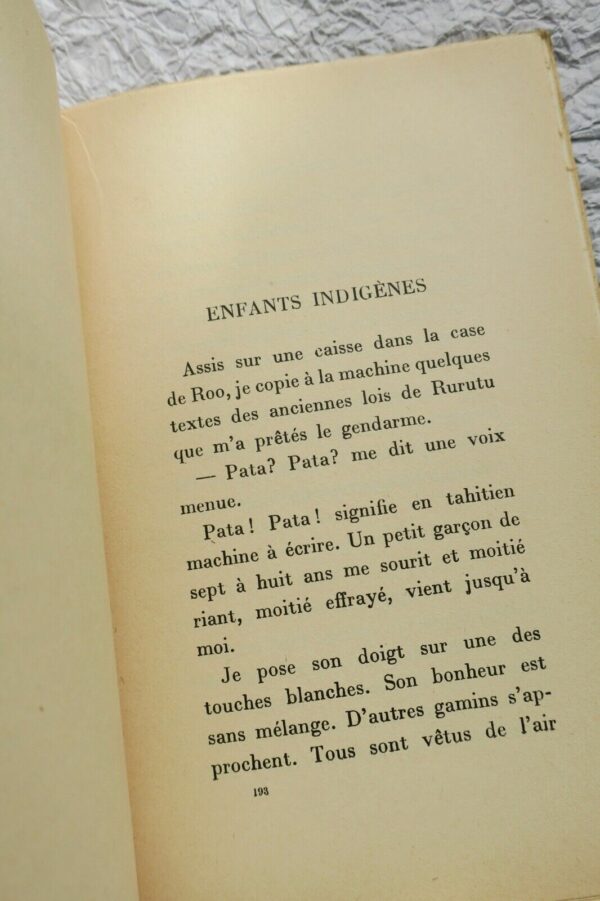 ENFANTS INDIGÈNES
Assis sur une caisse dans la case
de Roo, je copie à la machine quelques
textes des anciennes lois de Rurutu
que m'a prêtés le gendarme.
— Pata? Pata? me dit une voix
menue.
Pata! Pata! signifie en tahitien
machine à écrire. Un petit garçon de
sept à huit ans me sourit et moitié
riant, moitié effrayé, vient jusqu'à
moi.
Je pose son doigt sur une des
touches blanches. Son bonheur est
sans mélange. D'autres gamins s'ap-
prochent. Tous sont vêtus de l'air
193